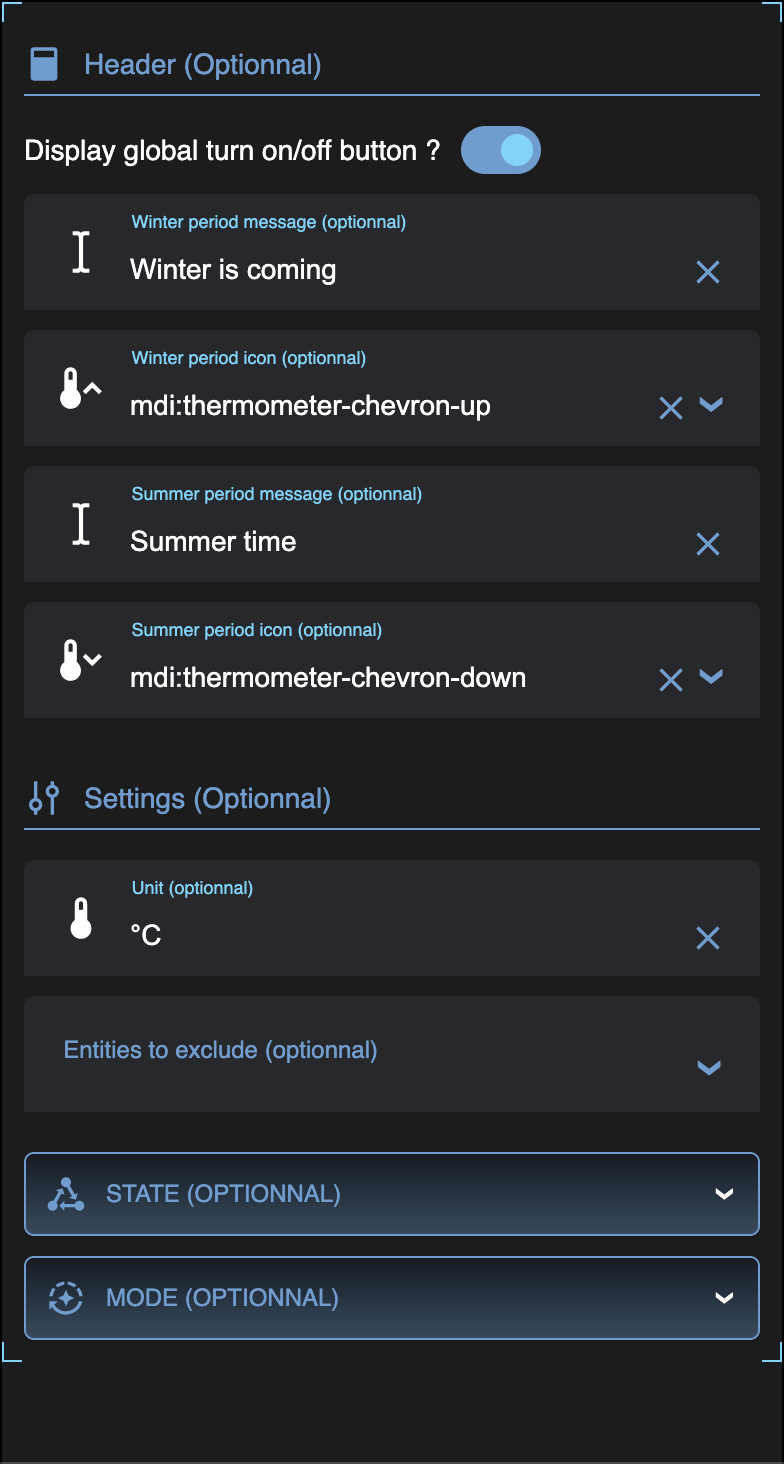 Header (Optionnal)
Display global turn on/off button ?
Winter period message (optionnal)
Winter is coming
Winter period icon (optionnal)
mdi:thermometer-chevron-up
Summer period message (optionnal)
Summer time
Summer period icon (optionnal)
mdi:thermometer-chevron-down
Settings (Optionnal)
Unit (optionnal)
°C
Entities to exclude (optionnal)
STATE (OPTIONNAL)
MODE (OPTIONNAL)